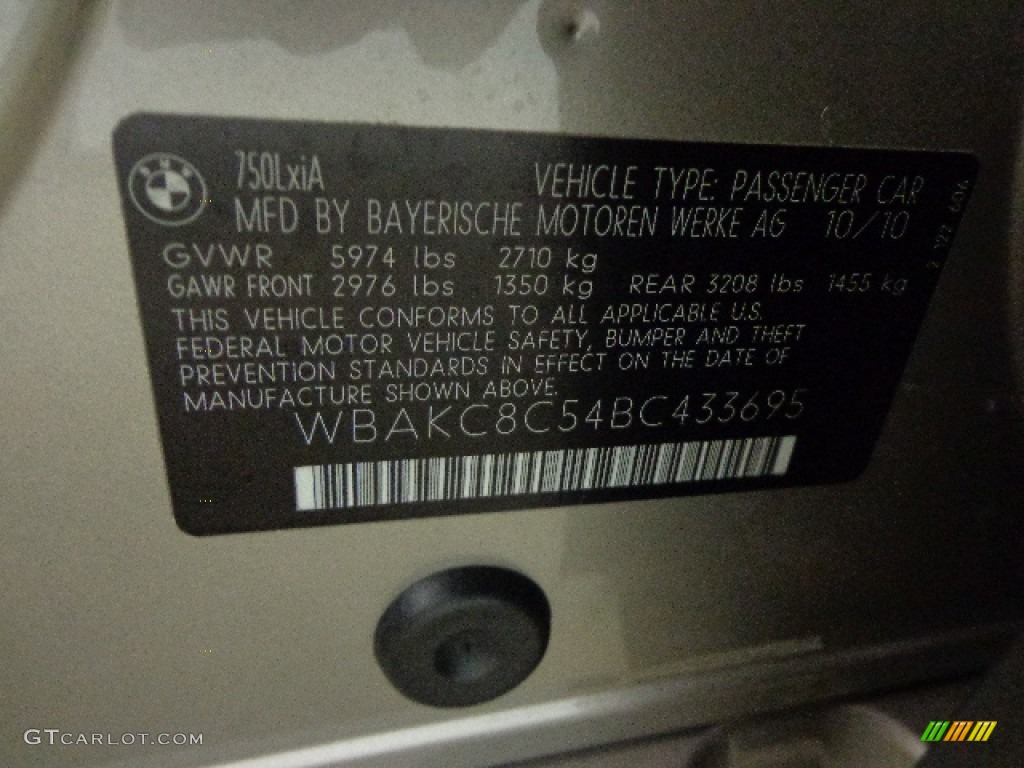 BMW
750LxiA VEHICLE TYPE: PASSENGER CAR
MFD BY BAYERISCHE MOTOREN WERKE AG 10/10
GVWR 5974 lbs 2710 kg
GAWR FRONT 2976 lbs 1350 kg REAR 3208 lbs 1455 kg
THIS VEHICLE CONFORMS TO ALL APPLICABLE U.S.
FEDERAL MOTOR VEHICLE SAFETY, BUMPER AND THEFT
PREVENTION STANDARDS IN EFFECT ON THE DATE OF
MANUFACTURE SHOWN ABOVE.
WBAKC8C54BC433695
GTCARLOT.COM